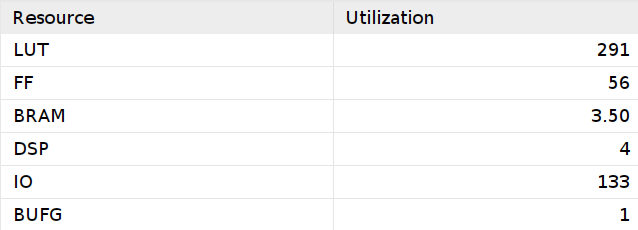 Resource Utilization
LUT 291
FF 56
BRAM 3.50
DSP 4
IO 133
BUFG 1